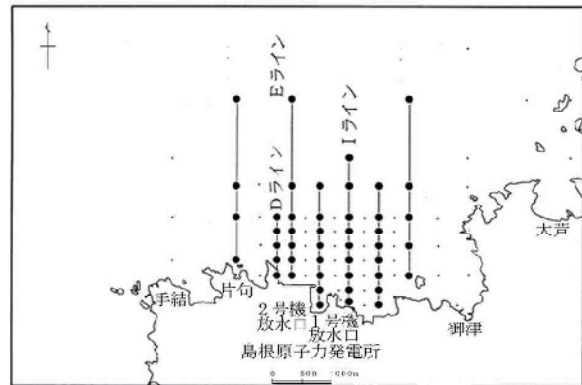 Eライン
Iライン
Dライン
大芦
手結
片句
御津
2号機
放水口
1号機
放水口
島根原子力発電所
0 500 1000m